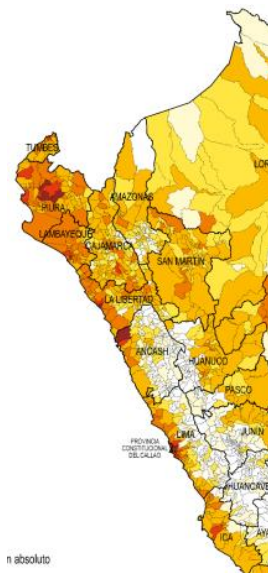 TUMBES
PIURA
LOR
AMAZONAS
LAMBAYEQUE
CAJAMARCA
SAN MARTIN
LA LIBERTAD
ANCASH
HUANUCO
PASCO
PROVINCIA
CONSTITUCIONAL
DEL CALLAO
LIMA
JUNIN
HUANCAVE
ICA
AYA
n absoluto